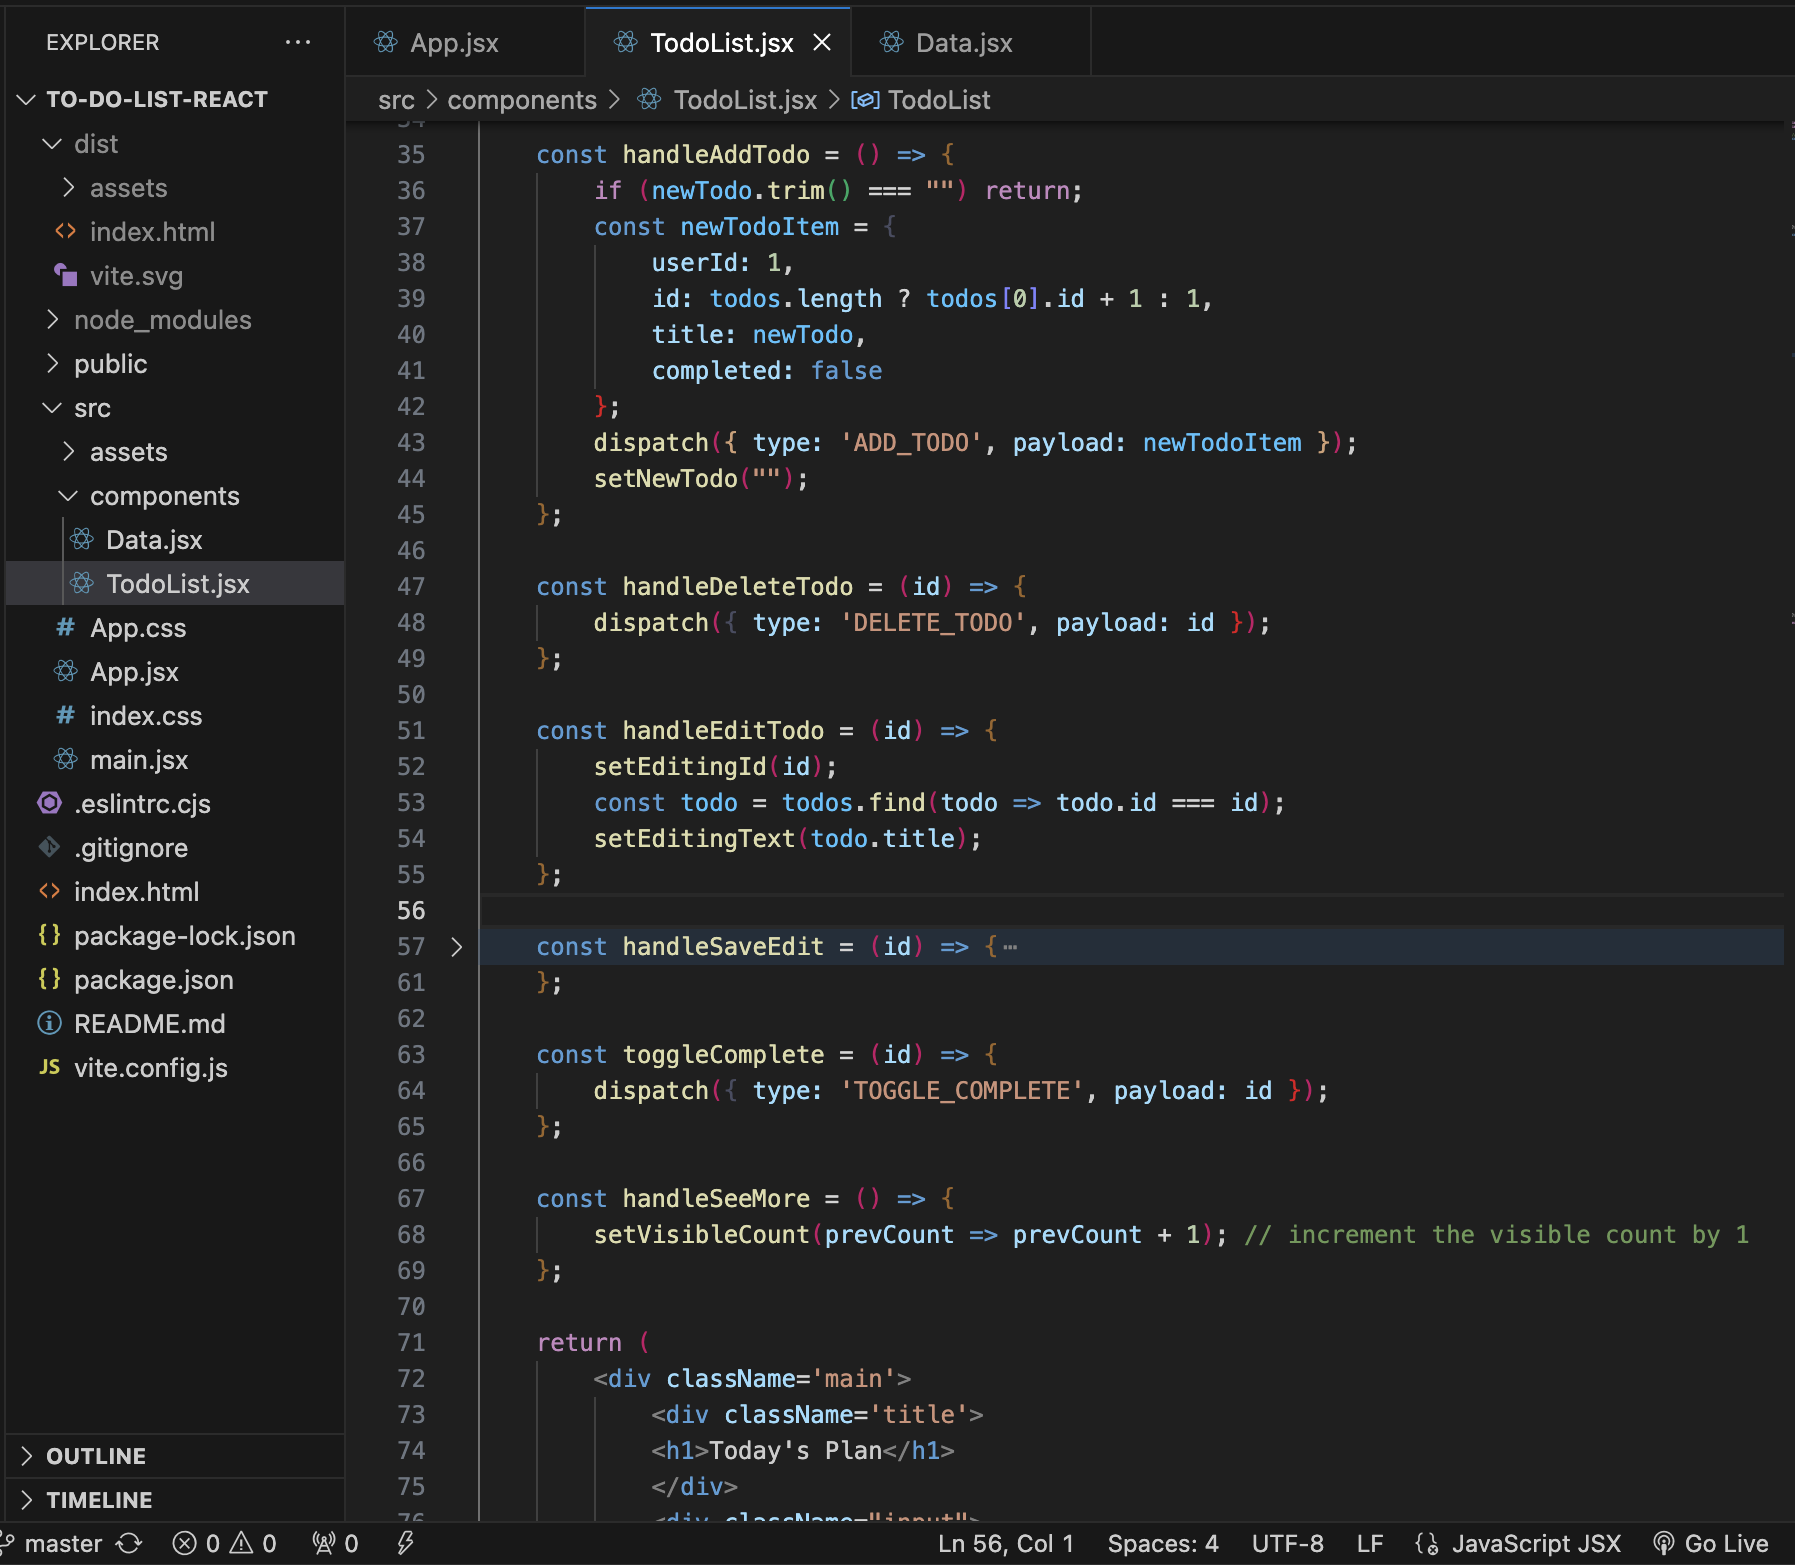 EXPLORER ...
TO-DO-LIST-REACT
dist
assets
index.html
vite.svg
node_modules
public
src
assets
components
Data.jsx
TodoList.jsx
App.css
App.jsx
index.css
main.jsx
.eslintrc.cjs
.gitignore
index.html
package-lock.json
package.json
README.md
JS vite.config.js
OUTLINE
TIMELINE
App.jsx TodoList.jsx Data.jsx
src > components > TodoList.jsx > TodoList
34
35 const handleAddTodo = () => {
36 if (newTodo.trim() === "") return;
37 const newTodoItem = {
38 userId: 1,
39 id: todos.length ? todos[0].id + 1 : 1,
40 title: newTodo,
41 completed: false
42 };
43 dispatch({ type: 'ADD_TODO', payload: newTodoItem });
44 setNewTodo("");
45 };
46
47 const handleDeleteTodo = (id) => {
48 dispatch({ type: 'DELETE_TODO', payload: id });
49 };
50
51 const handleEditTodo = (id) => {
52 setEditingId(id);
53 const todo = todos.find(todo => todo.id === id);
54 setEditingText(todo.title);
55 };
56
57 const handleSaveEdit = (id) => {…
61 };
62
63 const toggleComplete = (id) => {
64 dispatch({ type: 'TOGGLE_COMPLETE', payload: id });
65 };
66
67 const handleSeeMore = () => {
68 setVisibleCount(prevCount => prevCount + 1); // increment the visible count by 1
69 };
70
71 return (
72 <div className='main'>
73 <div className='title'>
74 <h1>Today's Plan</h1>
75 </div>
76 <div className="input">
master 0 0 0 Ln 56, Col 1 Spaces: 4 UTF-8 LF JavaScript JSX Go Live